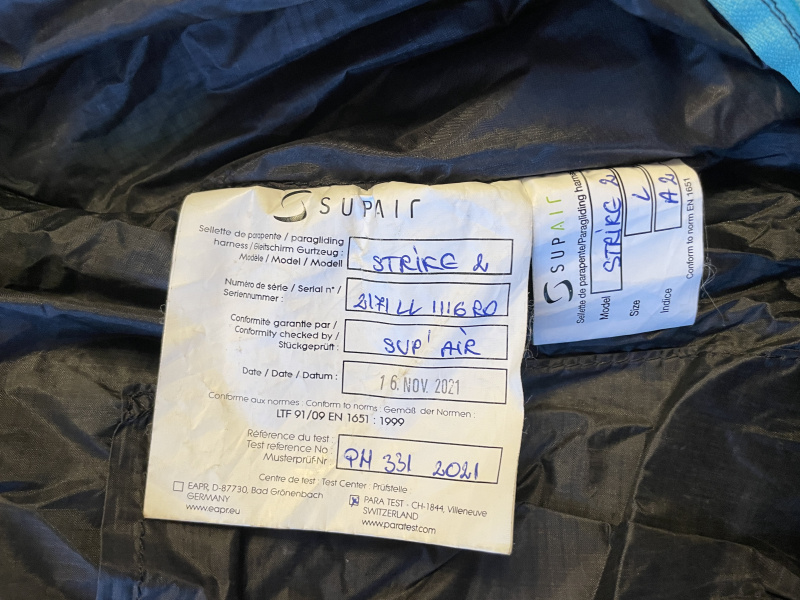 SUPAIR
Sellette de parapente / paragliding
harness / Gleitschirm Gurtzeug :
Modèle / Model / Modell
STRIKE 2
Numéro de série / Serial n° /
Seriennummer :
2171 LL 1116 RO
Conformité garantie par /
Conformity checked by /
Stückgeprüft :
SUP'AIR
Date / Date / Datum :
16. NOV. 2021
Conforme aux normes : Conform to norms : Gemäß der Normen :
LTF 91/09 EN 1651 : 1999
Référence du test :
Test reference No :
Musterprüf-Nr
PH 331 2021
Centre de test : Test Center : Prüfstelle
EAPR, D-87730, Bad Grönenbach
GERMANY
www.eapr.eu
PARA TEST - CH-1844, Villeneuve
SWITZERLAND
www.paratest.com
SUPAIR
Sellette de parapente/Paragliding harn
Model
STRIKE 2
Size
L
Indice
A2
Conform to norm EN 1651